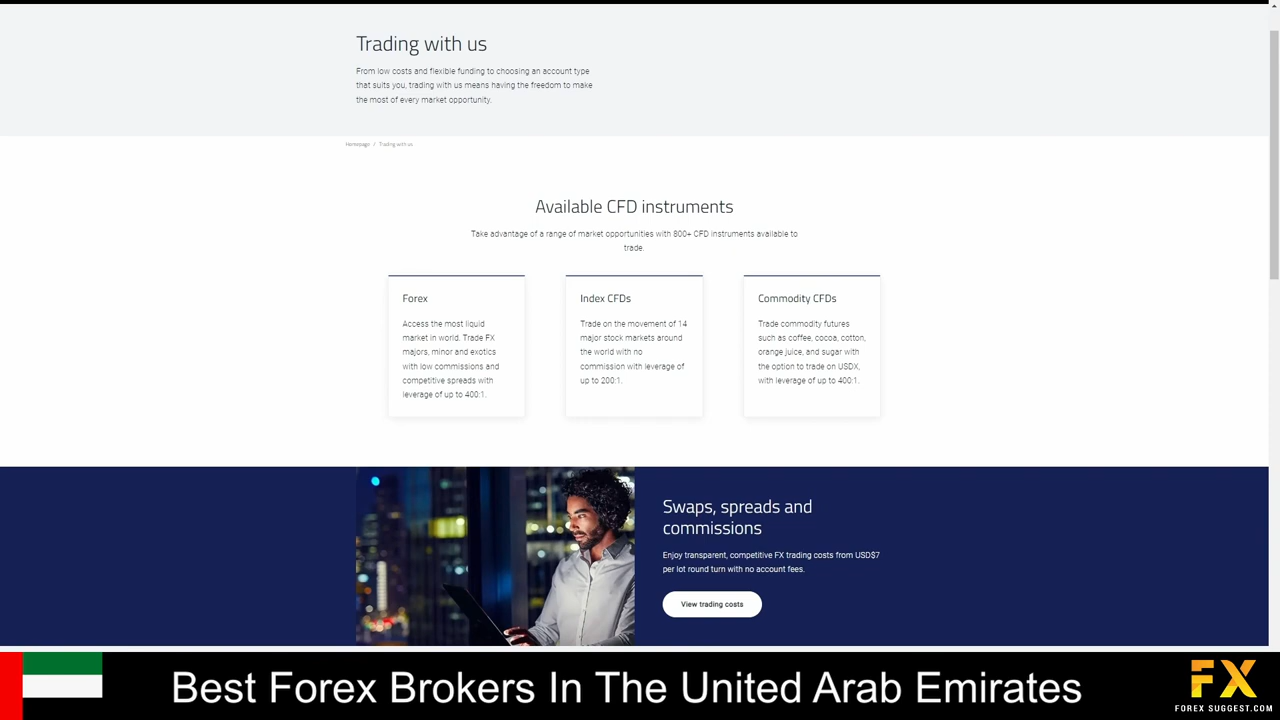 Trading with us
From low costs and flexible funding to choosing an account type
that suits you, trading with us means having the freedom to make
the most of every market opportunity.
Homepage / Trading with us
Available CFD instruments
Take advantage of a range of market opportunities with 800+ CFD instruments available to
trade.
Forex
Access the most liquid
market in world. Trade FX
majors, minor and exotics
with low commissions and
competitive spreads with
leverage of up to 400:1.
Index CFDs
Trade on the movement of 14
major stock markets around
the world with no
commission with leverage of
up to 200:1.
Commodity CFDs
Trade commodity futures
such as coffee, cocoa, cotton,
orange juice, and sugar with
the option to trade on USDX,
with leverage of up to 400:1.
Swaps, spreads and
commissions
Enjoy transparent, competitive FX trading costs from USD$7
per lot round turn with no account fees.
View trading costs
Best Forex Brokers In The United Arab Emirates
FX
FOREX SUGGEST.COM